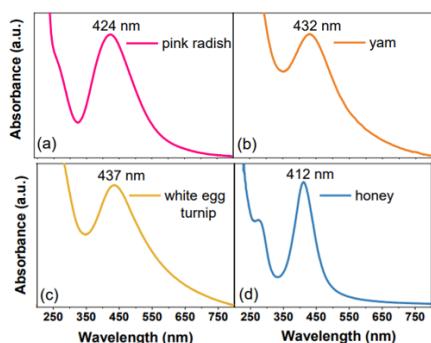 424 nm
432 nm
Absorbance (a.u.)
pink radish
yam
(a)
(b)
437 nm
412 nm
Absorbance (a.u.)
white egg
turnip
honey
(c)
(d)
250 350 450 550 650 750
250 350 450 550 650 750
Wavelength (nm)
Wavelength (nm)